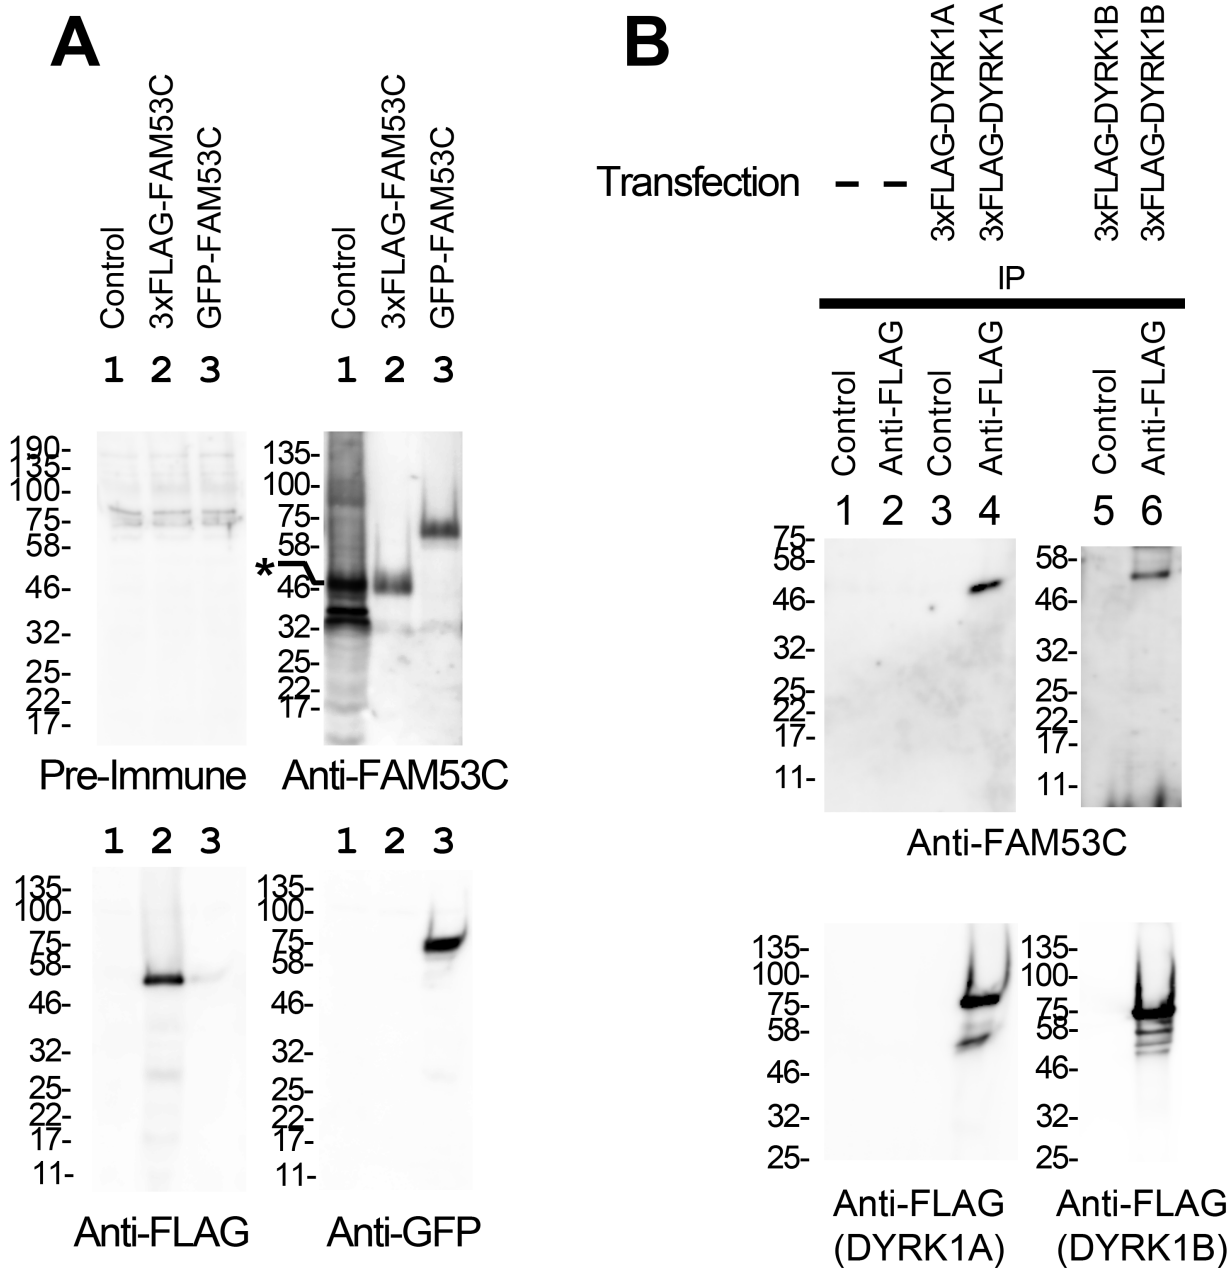 A
Control
3xFLAG-FAM53C
GFP-FAM53C
1 2 3
190-
135-
100-
75-
58-
46-
32-
25-
22-
17-
Pre-Immune
Control
3xFLAG-FAM53C
GFP-FAM53C
1 2 3
135-
100-
75-
58-
*
46-
32-
25-
22-
17-
Anti-FAM53C
1 2 3
135-
100-
75-
58-
46-
32-
25-
22-
17-
11-
Anti-FLAG
1 2 3
135-
100-
75-
58-
46-
32-
25-
22-
17-
11-
Anti-GFP
B
Transfection
– –
3xFLAG-DYRK1A
3xFLAG-DYRK1A
3xFLAG-DYRK1B
3xFLAG-DYRK1B
IP
Control
Anti-FLAG
Control
Anti-FLAG
Control
Anti-FLAG
1 2 3 4 5 6
75-
58-
46-
32-
25-
22-
17-
11-
58-
46-
32-
25-
22-
17-
11-
Anti-FAM53C
135-
100-
75-
58-
46-
32-
25-
Anti-FLAG
(DYRK1A)
135-
100-
75-
58-
46-
32-
25-
Anti-FLAG
(DYRK1B)